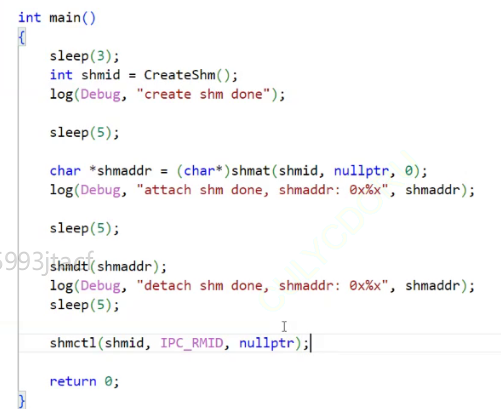 int main()
{
    sleep(3);
    int shmid = CreateShm();
    log(Debug, "create shm done");
    sleep(5);
    char *shmaddr = (char*)shmat(shmid, nullptr, 0);
    log(Debug, "attach shm done, shmaddr: 0x%x", shmaddr);
    sleep(5);
    shmdt(shmaddr);
    log(Debug, "detach shm done, shmaddr: 0x%x", shmaddr);
    sleep(5);
    shmctl(shmid, IPC_RMID, nullptr);
    return 0;
}